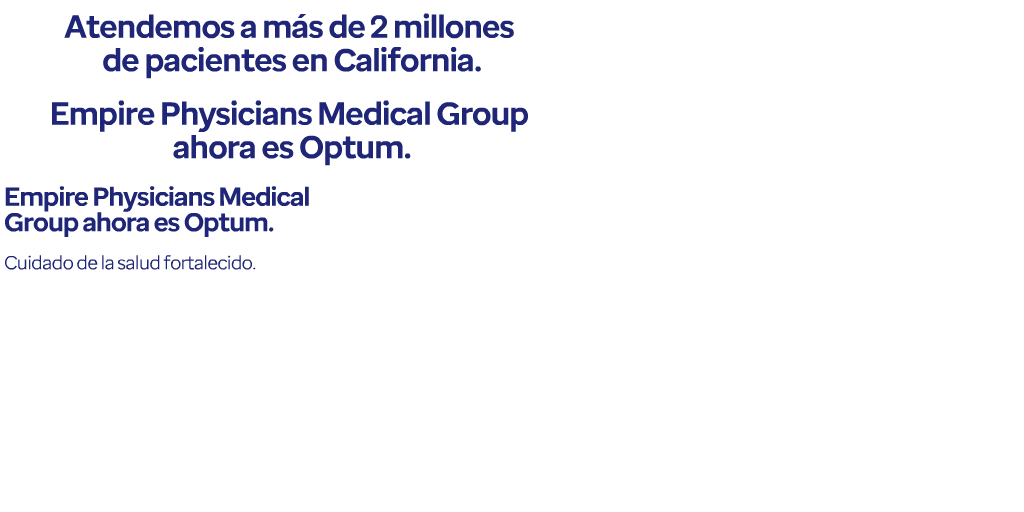 Atendemos a más de 2 millones
de pacientes en California.
Empire Physicians Medical Group
ahora es Optum.
Empire Physicians Medical
Group ahora es Optum.
Cuidado de la salud fortalecido.